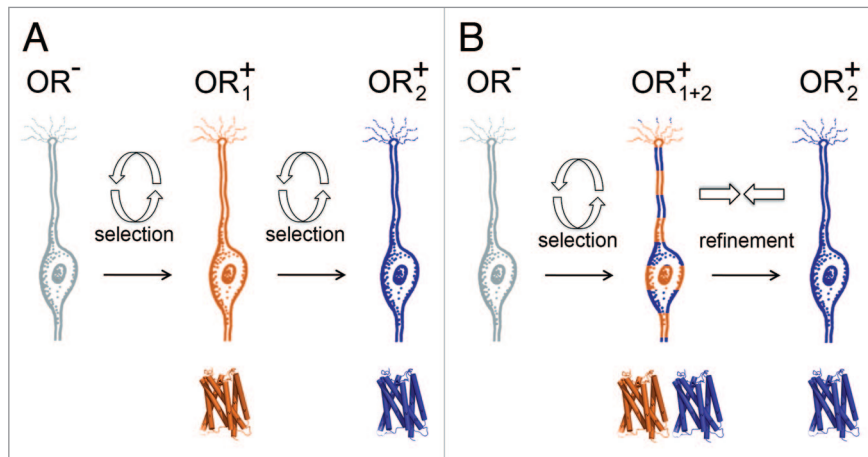 A
OR⁻
OR₁⁺
OR₂⁺
selection
selection
B
OR⁻
OR₁₊₂⁺
OR₂⁺
selection
refinement